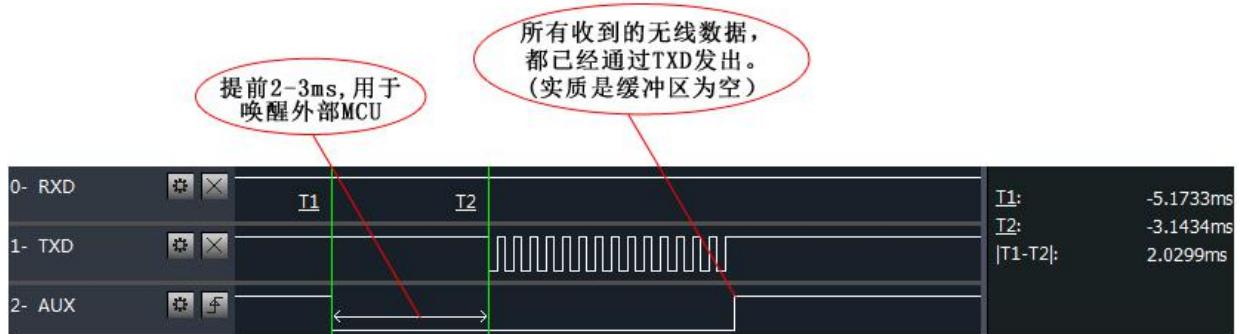 所有收到的无线数据，
都已经通过TXD发出。
(实质是缓冲区为空)
提前2-3ms,用于
唤醒外部MCU
0- RXD
T1
T2
1- TXD
2- AUX
T1: -5.1733ms
T2: -3.1434ms
|T1-T2|: 2.0299ms